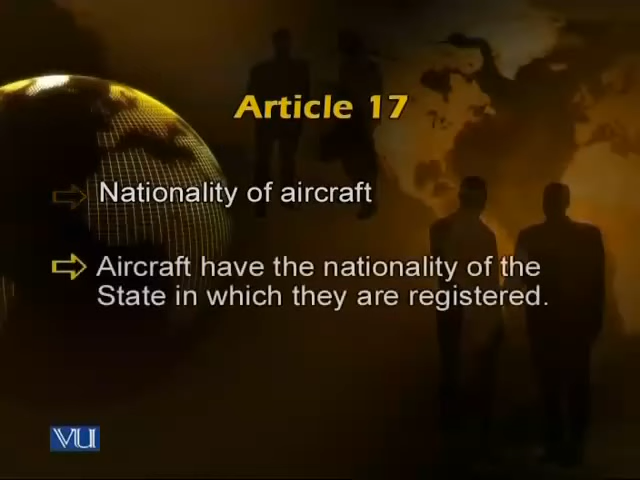 Article 17
Nationality of aircraft
Aircraft have the nationality of the
State in which they are registered.
VU